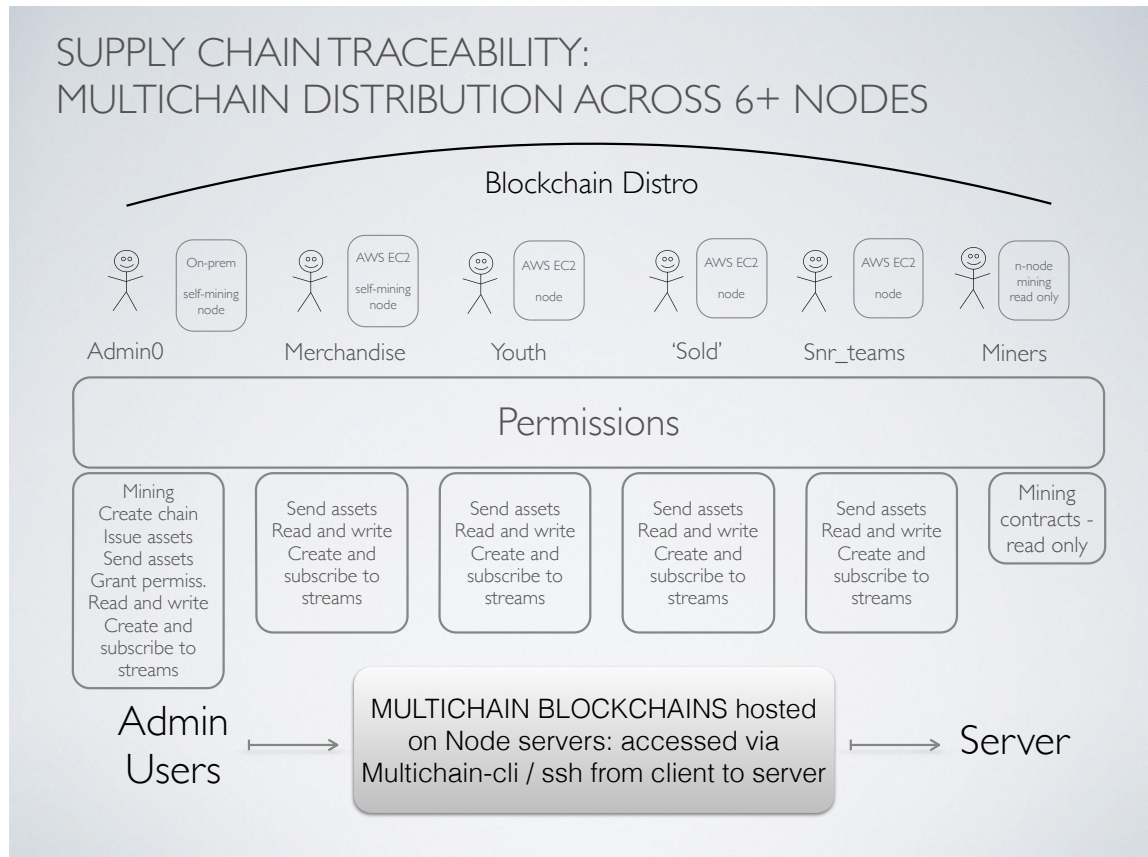 SUPPLY CHAIN TRACEABILITY:
MULTICHAIN DISTRIBUTION ACROSS 6+ NODES
Blockchain Distro
On-prem
self-mining
node
Admin0
AWS EC2
self-mining
node
Merchandise
AWS EC2
node
Youth
AWS EC2
node
‘Sold’
AWS EC2
node
Snr_teams
n-node
mining
read only
Miners
Permissions
Mining
Create chain
Issue assets
Send assets
Grant permiss.
Read and write
Create and
subscribe to
streams
Send assets
Read and write
Create and
subscribe to
streams
Send assets
Read and write
Create and
subscribe to
streams
Send assets
Read and write
Create and
subscribe to
streams
Send assets
Read and write
Create and
subscribe to
streams
Mining
contracts -
read only
Admin
Users
MULTICHAIN BLOCKCHAINS hosted
on Node servers: accessed via
Multichain-cli / ssh from client to server
Server